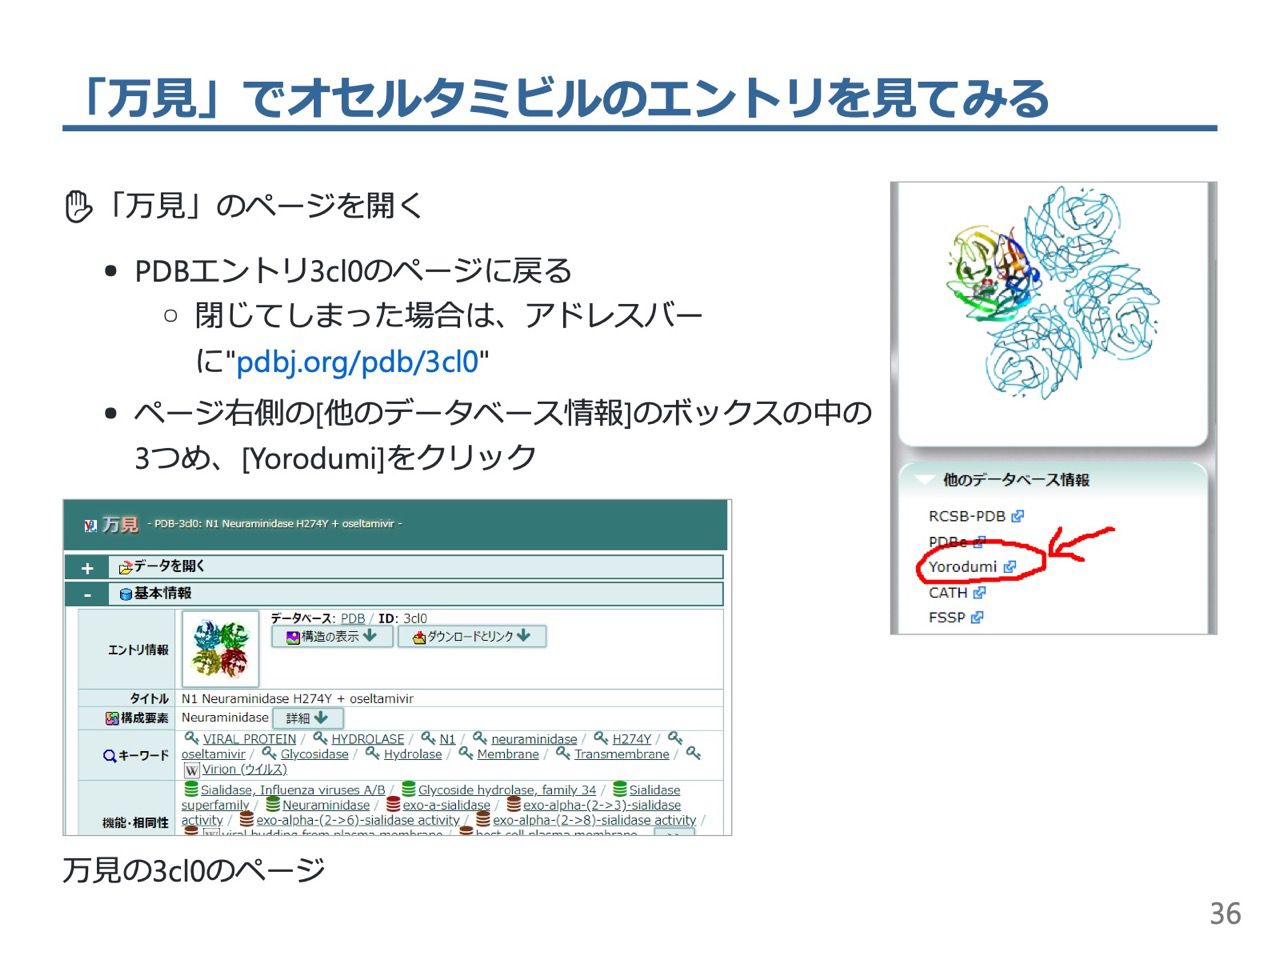 「万見」でオセルタミビルのエントリを見てみる
✋「万見」のページを開く
• PDBエントリ3cl0のページに戻る
○ 閉じてしまった場合は、アドレスバー
に"pdbj.org/pdb/3cl0"
• ページ右側の[他のデータベース情報]のボックスの中の
3つめ、[Yorodumi]をクリック
他のデータベース情報
RCSB-PDB
PDBe
Yorodumi
CATH
FSSP
万見 - PDB-3cl0: N1 Neuraminidase H274Y + oseltamivir -
+ データを開く
- 基本情報
エントリ情報
データベース: PDB / ID: 3cl0
構造の表示 ダウンロードとリンク
タイトル N1 Neuraminidase H274Y + oseltamivir
構成要素 Neuraminidase 詳細
キーワード
VIRAL PROTEIN / HYDROLASE / N1 / neuraminidase / H274Y /
oseltamivir / Glycosidase / Hydrolase / Membrane / Transmembrane /
Virion (ウイルス)
機能・相同性
Sialidase, Influenza viruses A/B / Glycoside hydrolase, family 34 / Sialidase
superfamily / Neuraminidase / exo-a-sialidase / exo-alpha-(2->3)-sialidase
activity / exo-alpha-(2->6)-sialidase activity / exo-alpha-(2->8)-sialidase activity /
viral budding from plasma membrane / host cell plasma membrane
万見の3cl0のページ
36